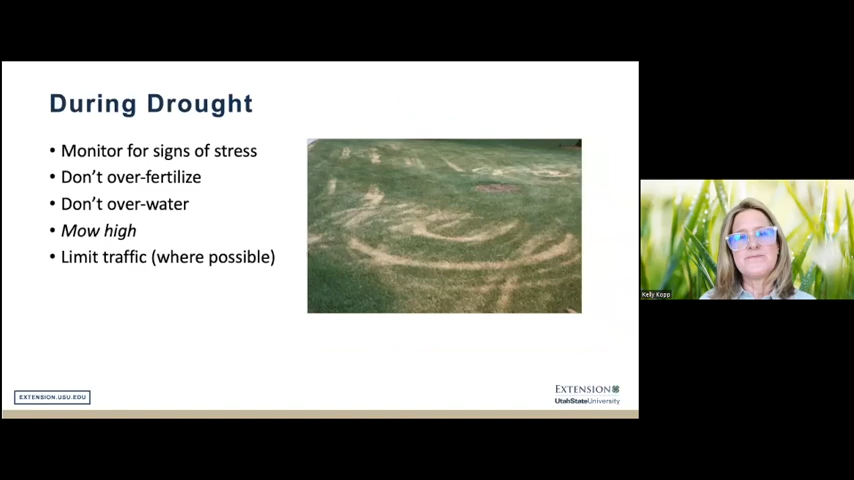 During Drought
• Monitor for signs of stress
• Don't over-fertilize
• Don't over-water
• Mow high
• Limit traffic (where possible)
Kelly Kopp
EXTENSION.USU.EDU
EXTENSION
UtahStateUniversity